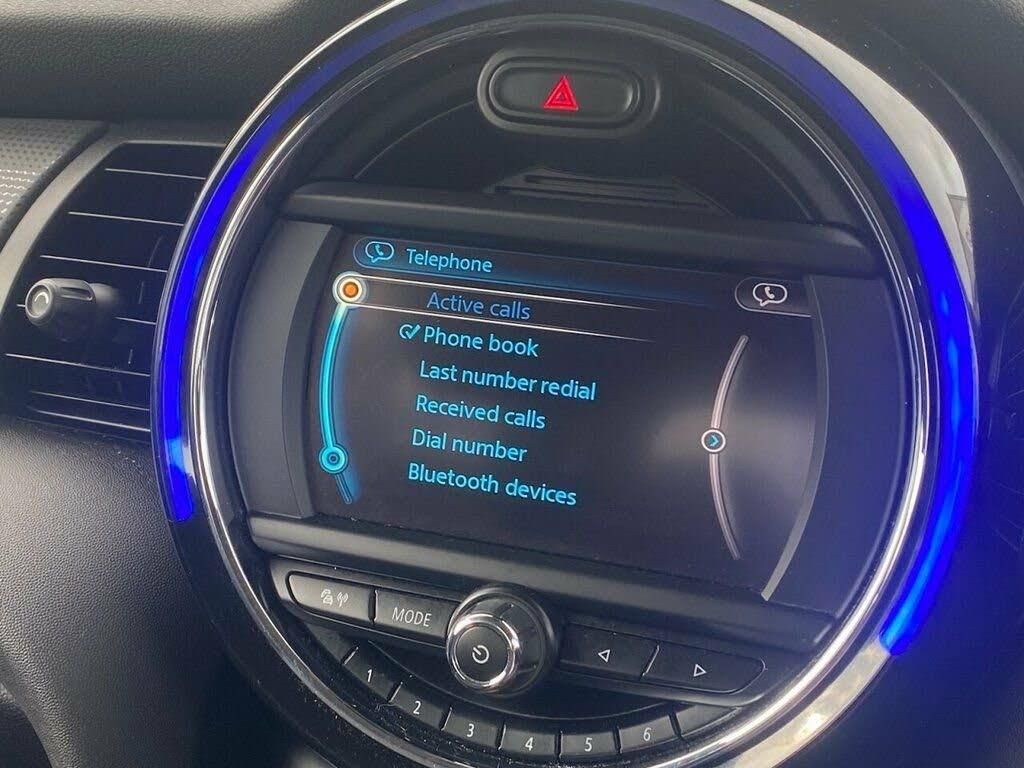 Telephone
Active calls
Phone book
Last number redial
Received calls
Dial number
Bluetooth devices
MODE
1 2 3 4 5 6